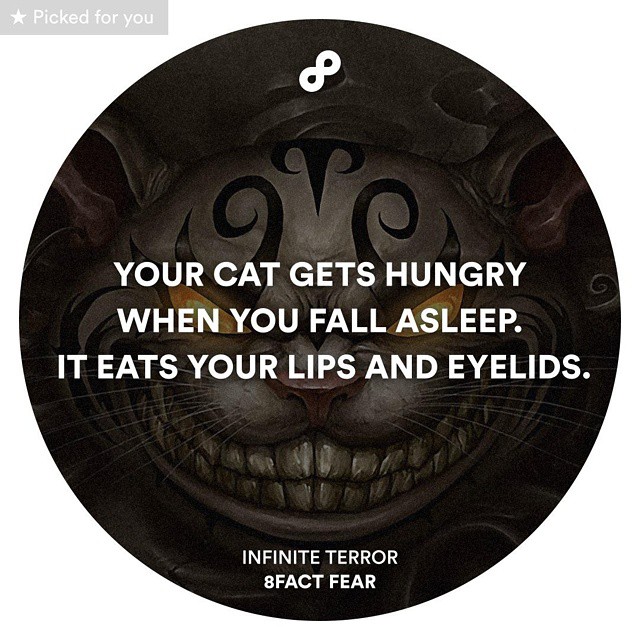 ★ Picked for you
YOUR CAT GETS HUNGRY
WHEN YOU FALL ASLEEP.
IT EATS YOUR LIPS AND EYELIDS.
INFINITE TERROR
8FACT FEAR